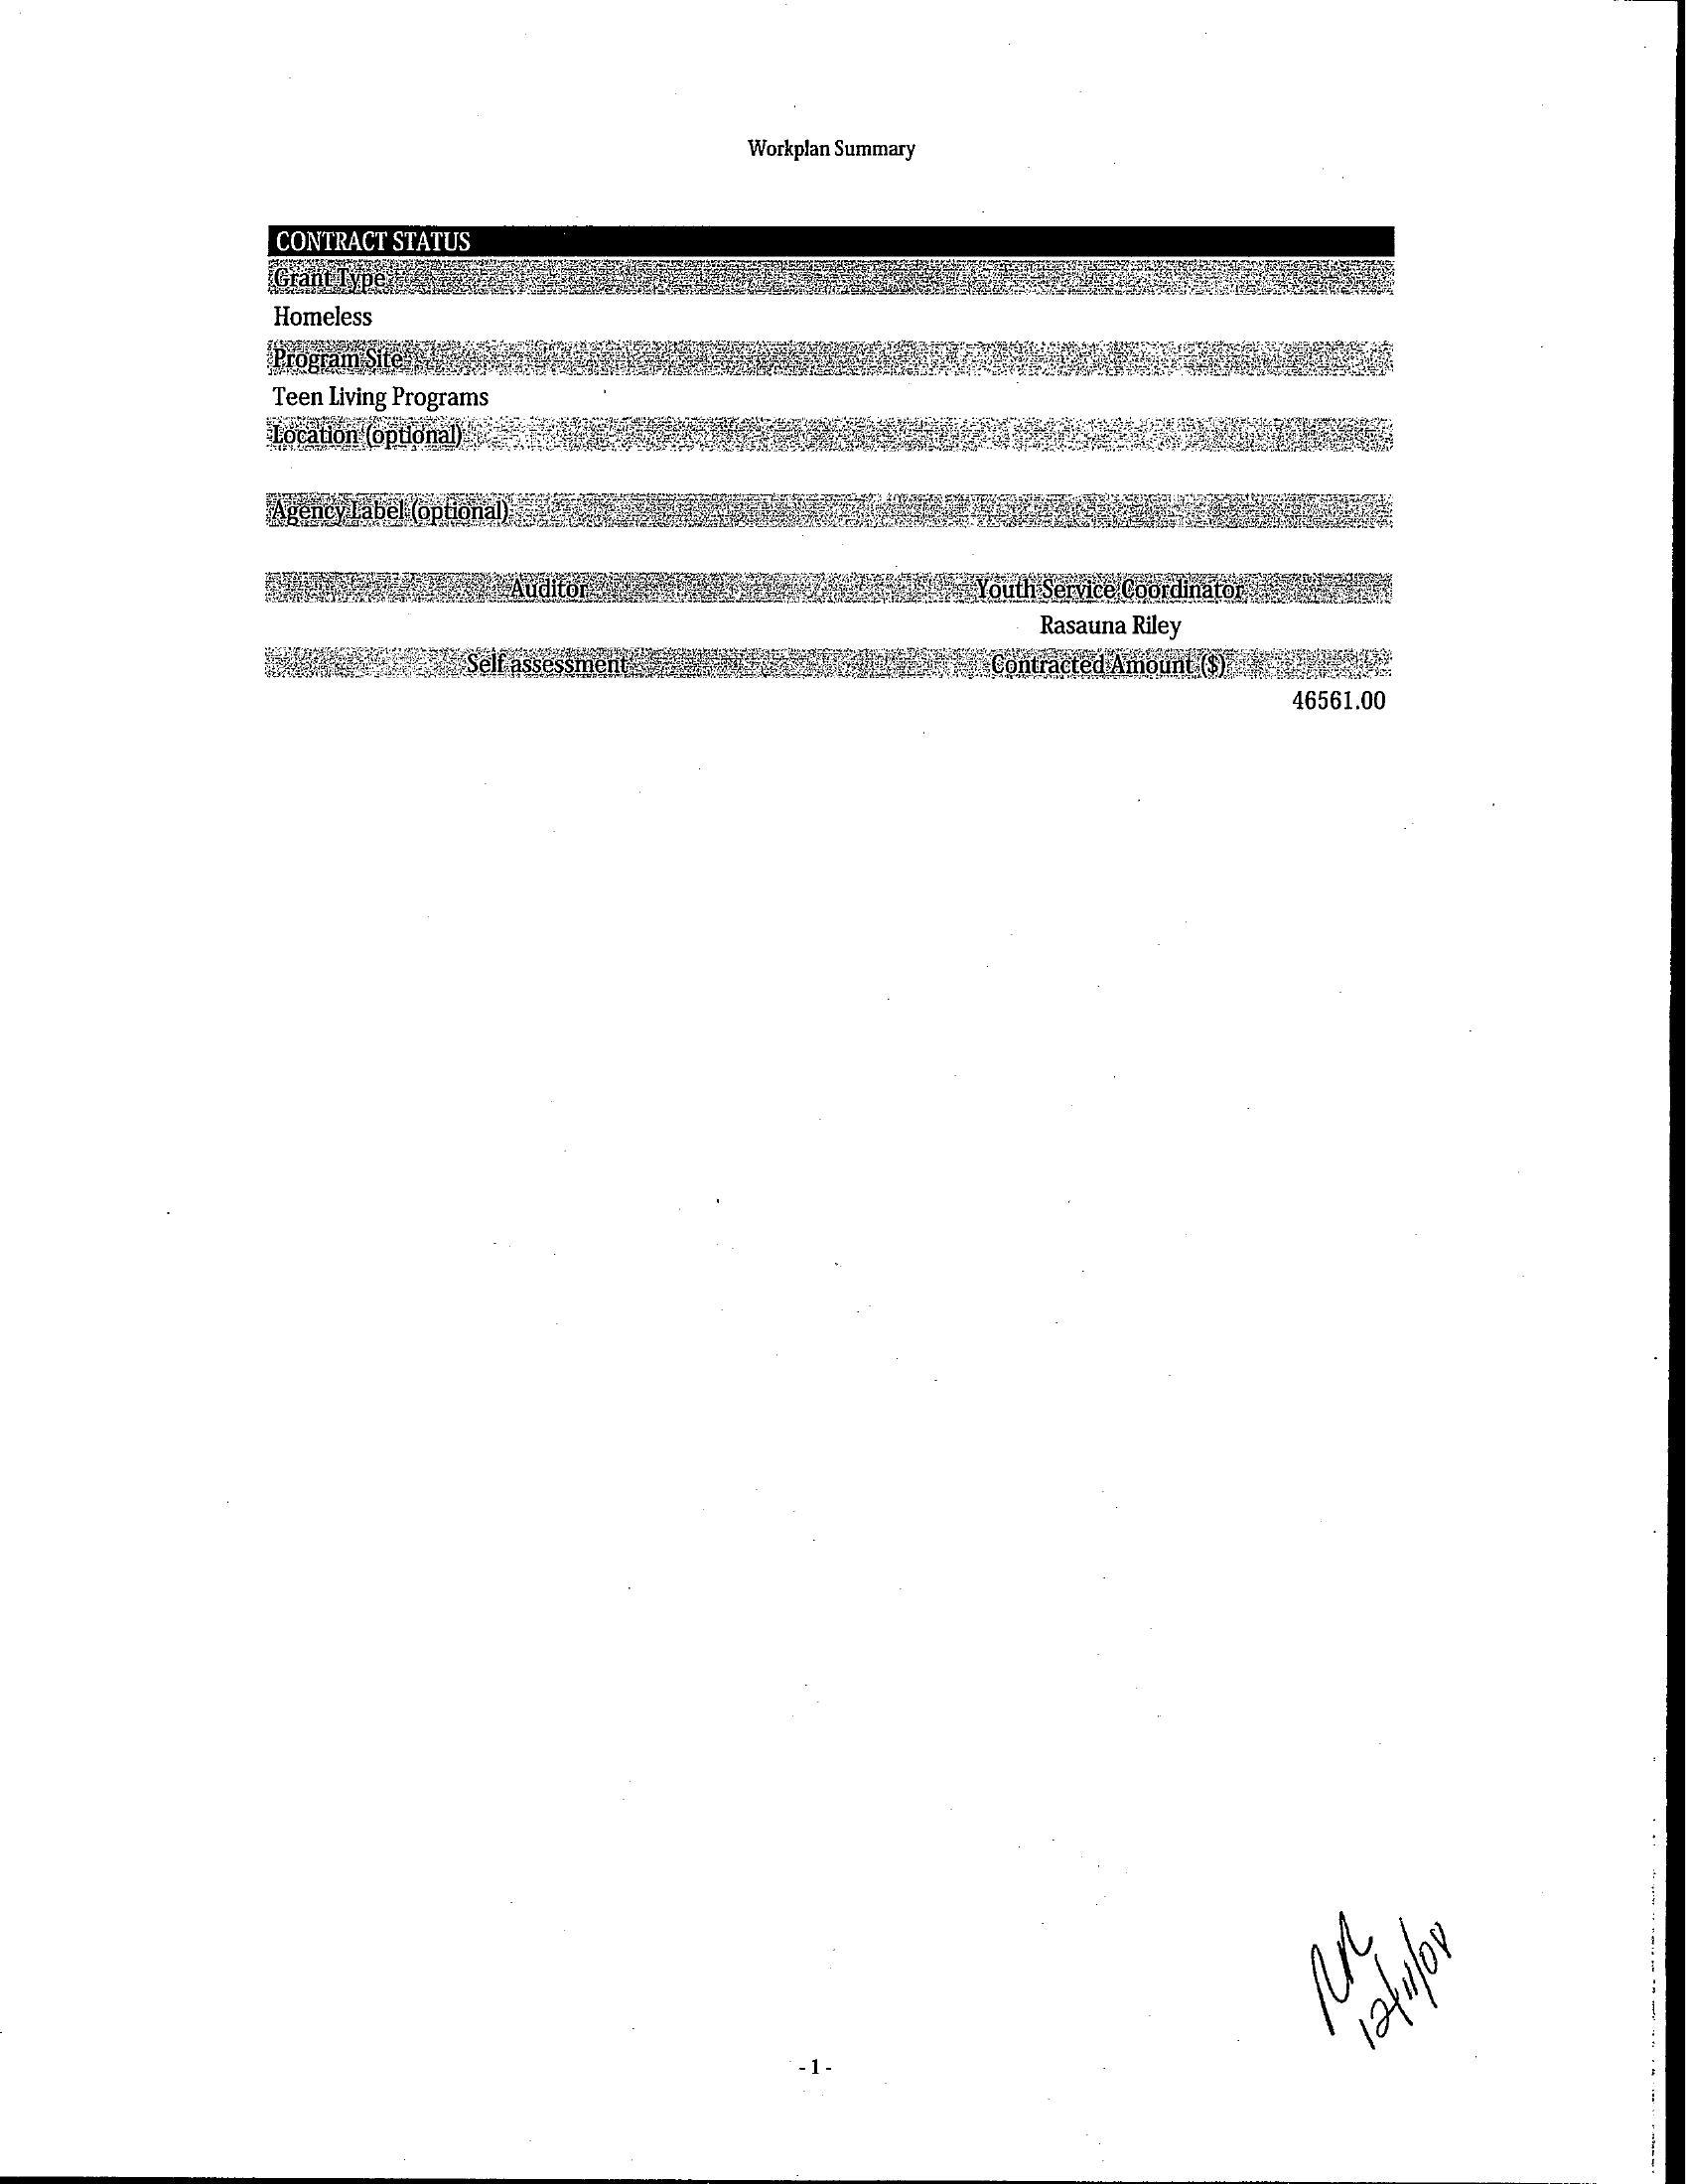 Workplan Summary
CONTRACT STATUS
Grant Type
Homeless
Program Site
Teen Living Programs
Location (optional)
Agency Label (optional)
Auditor Youth Service Coordinator
Rasauna Riley
Self assessment Contracted Amount ($)
46561.00
RR
12/11/08
- 1 -